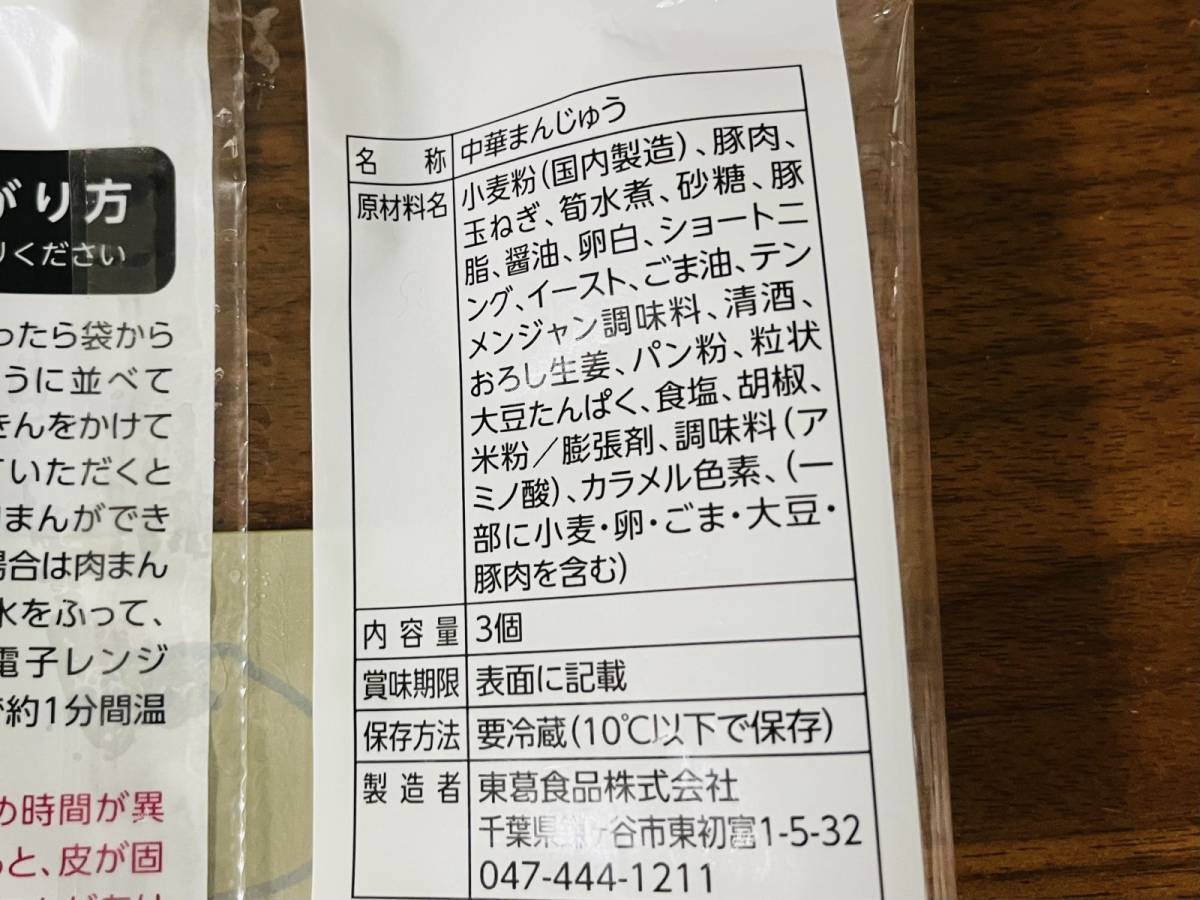 がり方
りください
ったら袋から
うに並べて
きんをかけて
いただくと
まんができ
場合は肉まん
水をふって、
電子レンジ
約1分間温
時間が異
と、皮が固
名称 中華まんじゅう
原材料名 小麦粉(国内製造)、豚肉、
玉ねぎ、筍水煮、砂糖、豚
脂、醤油、卵白、ショートニ
ング、イースト、ごま油、テン
メンジャン調味料、清酒、
おろし生姜、パン粉、粒状
大豆たんぱく、食塩、胡椒、
米粉/膨張剤、調味料(ア
ミノ酸)、カラメル色素、(一
部に小麦・卵・ごま・大豆・
豚肉を含む)
内容量 3個
賞味期限 表面に記載
保存方法 要冷蔵(10℃以下で保存)
製造者 東葛食品株式会社
千葉県鎌ヶ谷市東初富1-5-32
047-444-1211